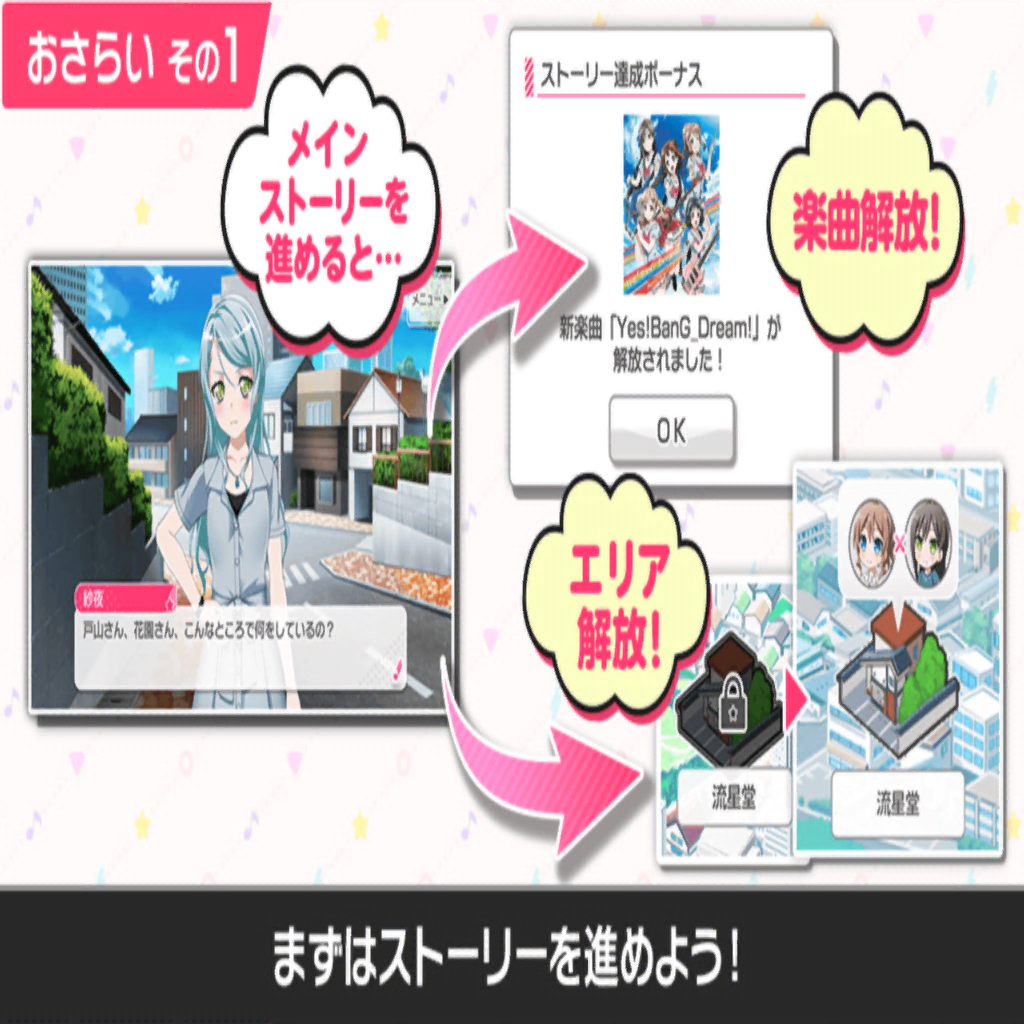 おさらい その1
メイン
ストーリーを
進めると…
メニュー
紗夜
戸山さん、花園さん、こんなところで何をしているの?
ストーリー達成ボーナス
新楽曲「Yes!BanG_Dream!」が
解放されました!
OK
楽曲解放!
エリア
解放!
流星堂
流星堂
まずはストーリーを進めよう!